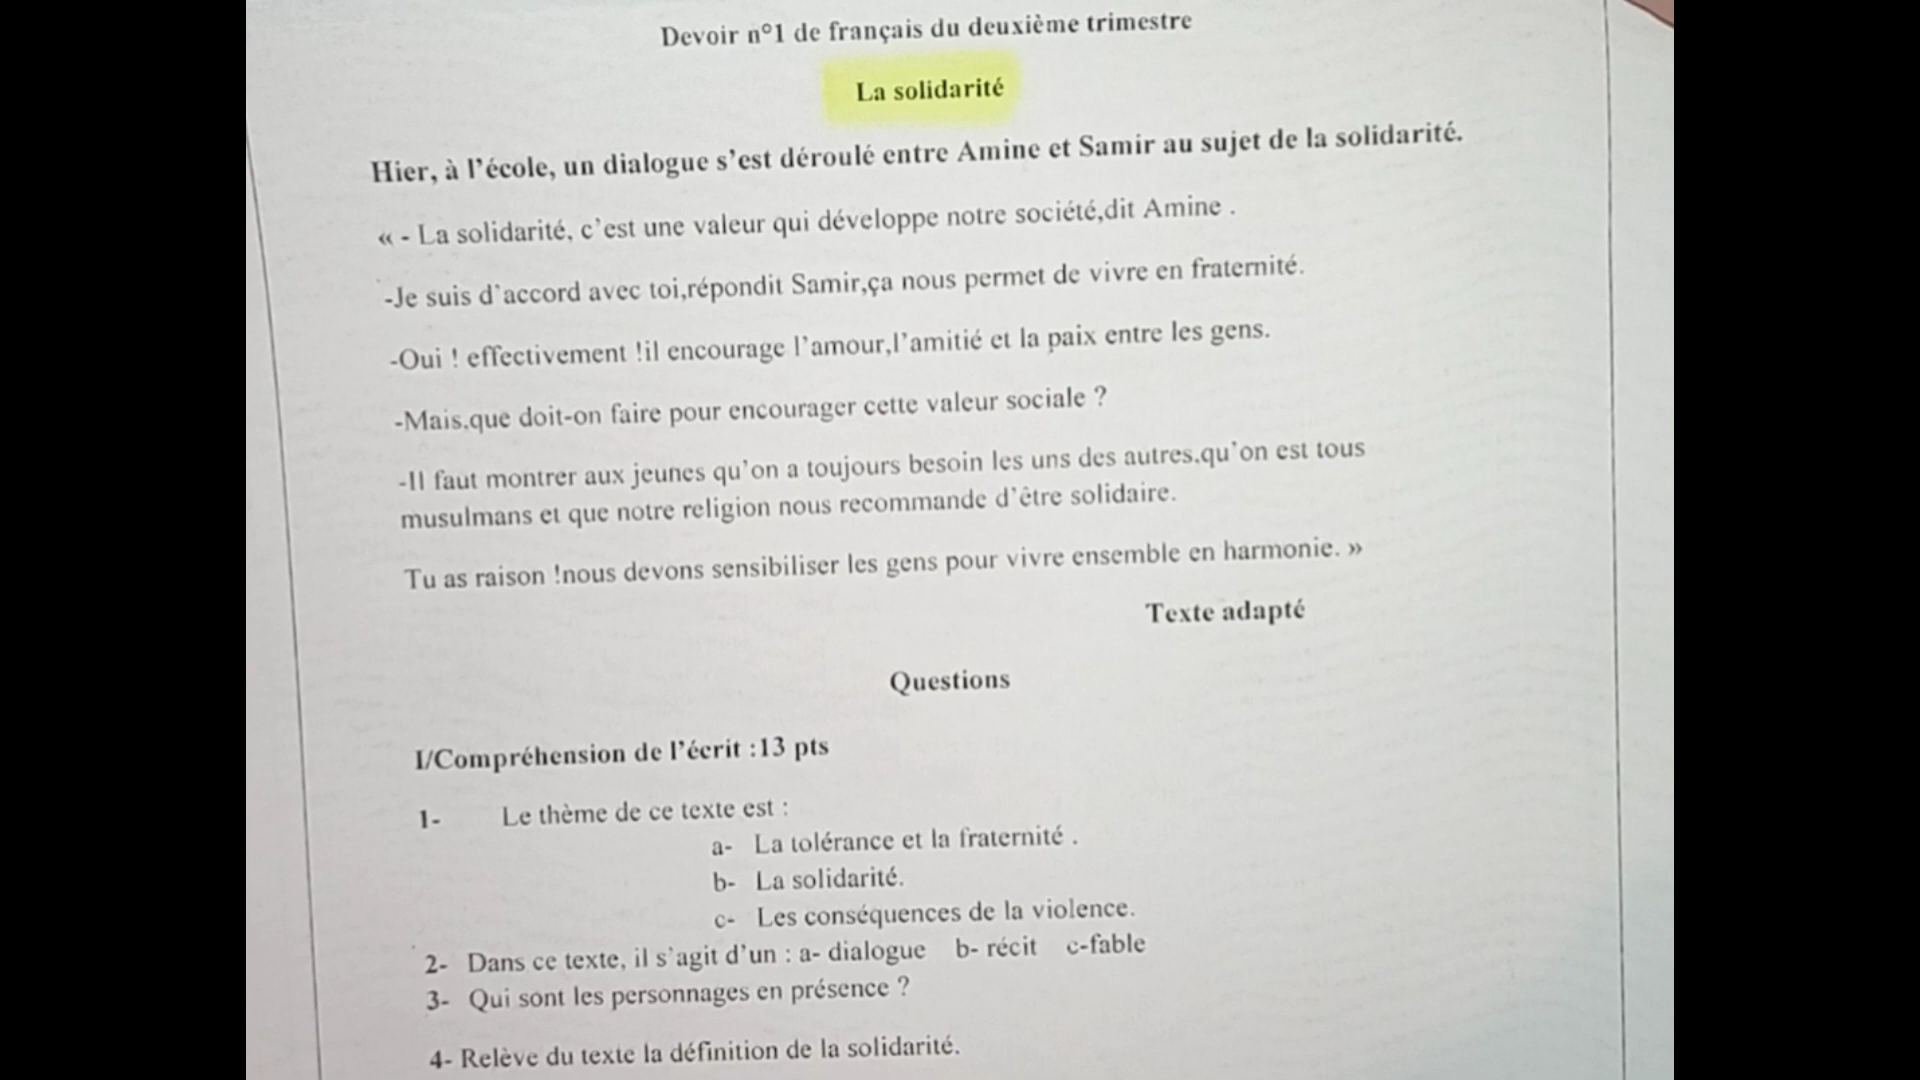 Devoir n°1 de français du deuxième trimestre
La solidarité
Hier, à l'école, un dialogue s'est déroulé entre Amine et Samir au sujet de la solidarité.
« - La solidarité, c'est une valeur qui développe notre société,dit Amine .
-Je suis d'accord avec toi,répondit Samir,ça nous permet de vivre en fraternité.
-Oui ! effectivement !il encourage l'amour,l'amitié et la paix entre les gens.
-Mais,que doit-on faire pour encourager cette valeur sociale ?
-Il faut montrer aux jeunes qu'on a toujours besoin les uns des autres,qu'on est tous
musulmans et que notre religion nous recommande d'être solidaire.
Tu as raison !nous devons sensibiliser les gens pour vivre ensemble en harmonie. »
Texte adapté
Questions
I/Compréhension de l'écrit :13 pts
1- Le thème de ce texte est :
a- La tolérance et la fraternité .
b- La solidarité.
c- Les conséquences de la violence.
2- Dans ce texte, il s'agit d'un : a- dialogue b- récit c-fable
3- Qui sont les personnages en présence ?
4- Relève du texte la définition de la solidarité.